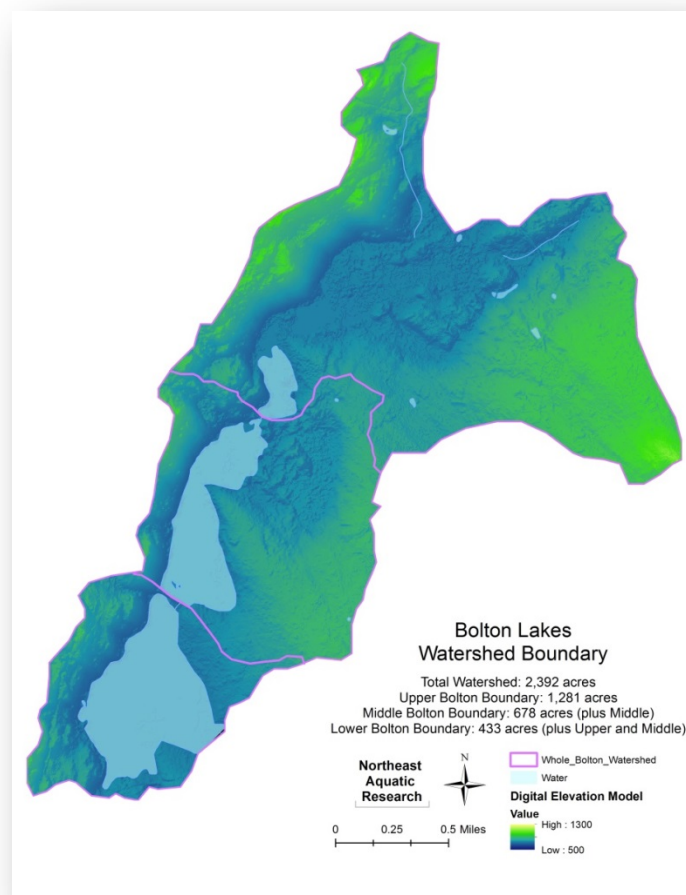 Bolton Lakes
Watershed Boundary
Total Watershed: 2,392 acres
Upper Bolton Boundary: 1,281 acres
Middle Bolton Boundary: 678 acres (plus Middle)
Lower Bolton Boundary: 433 acres (plus Upper and Middle)
Northeast
Aquatic
Research
N
0 0.25 0.5 Miles
Whole_Bolton_Watershed
Water
Digital Elevation Model
Value
High : 1300
Low : 500